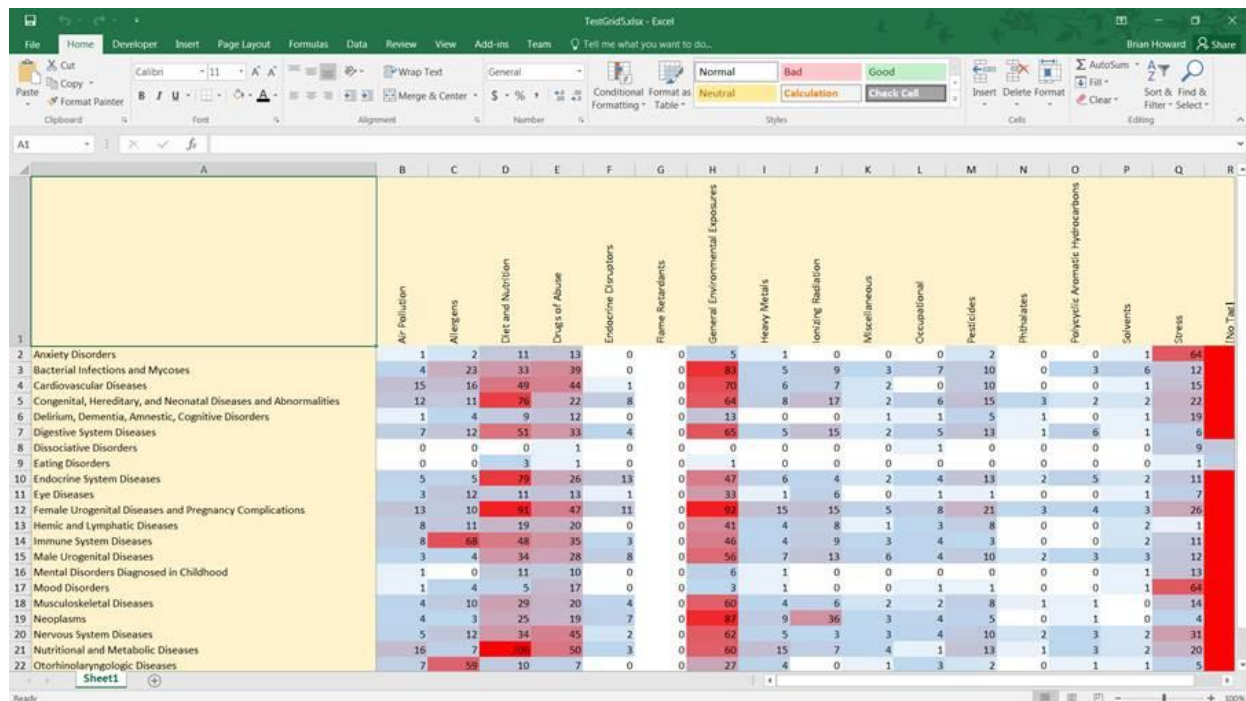 TestGrid5.xlsx - Excel
File Home Developer Insert Page Layout Formulas Data Review View Add-ins Team Tell me what you want to do... Brian Howard Share
Paste Cut Copy Format Painter
Calibri 11 A A
B I U A
Wrap Text
Merge & Center
General
$ % ,
Conditional Formatting Format as Table
Normal Bad Good
Neutral Calculation Check Cell
Insert Delete Format
AutoSum Fill Clear
Sort & Filter Find & Select
Clipboard Font Alignment Number Styles Cells Editing
A1 fx
A B C D E F G H I J K L M N O P Q R
1 Air Pollution Allergens Diet and Nutrition Drugs of Abuse Endocrine Disruptors Flame Retardants General Environmental Exposures Heavy Metals Ionizing Radiation Miscellaneous Occupational Pesticides Phthalates Polycyclic Aromatic Hydrocarbons Solvents Stress [No Tag]
2 Anxiety Disorders 1 2 11 13 0 0 5 1 0 0 0 2 0 0 1 64
3 Bacterial Infections and Mycoses 4 23 33 39 0 0 83 5 9 3 7 10 0 3 6 12
4 Cardiovascular Diseases 15 16 49 44 1 0 70 6 7 2 0 10 0 0 1 15
5 Congenital, Hereditary, and Neonatal Diseases and Abnormalities 12 11 76 22 8 0 64 8 17 2 6 15 3 2 2 22
6 Delirium, Dementia, Amnestic, Cognitive Disorders 1 4 9 12 0 0 13 0 0 1 1 5 1 0 1 19
7 Digestive System Diseases 7 12 51 33 4 0 65 5 15 2 5 13 1 6 1 6
8 Dissociative Disorders 0 0 0 1 0 0 0 0 0 0 1 0 0 0 0 9
9 Eating Disorders 0 0 3 1 0 0 1 0 0 0 0 0 0 0 0 1
10 Endocrine System Diseases 5 5 79 26 13 0 47 6 4 2 4 13 2 5 2 11
11 Eye Diseases 3 12 11 13 1 0 33 1 6 0 1 1 0 0 1 7
12 Female Urogenital Diseases and Pregnancy Complications 13 10 91 47 11 0 92 15 15 5 8 21 3 4 3 26
13 Hemic and Lymphatic Diseases 8 11 19 20 0 0 41 4 8 1 3 8 0 0 2 1
14 Immune System Diseases 8 68 48 35 3 0 46 4 9 3 4 3 0 0 2 11
15 Male Urogenital Diseases 3 4 34 28 8 0 56 7 13 6 4 10 2 3 3 12
16 Mental Disorders Diagnosed in Childhood 1 0 11 10 0 0 6 1 0 0 0 0 0 0 1 13
17 Mood Disorders 1 4 5 17 0 0 3 1 0 0 1 1 0 0 1 64
18 Musculoskeletal Diseases 4 10 29 20 4 0 60 4 6 2 2 8 1 1 0 14
19 Neoplasms 4 3 25 19 7 0 87 9 36 3 4 5 0 1 0 4
20 Nervous System Diseases 5 12 34 45 2 0 62 5 3 3 4 10 2 3 2 31
21 Nutritional and Metabolic Diseases 16 7 50 3 0 60 15 7 4 1 13 1 3 2 20
22 Otorhinolaryngologic Diseases 7 59 10 7 0 0 27 4 0 1 3 2 0 1 1 5
Sheet1
Ready 100%